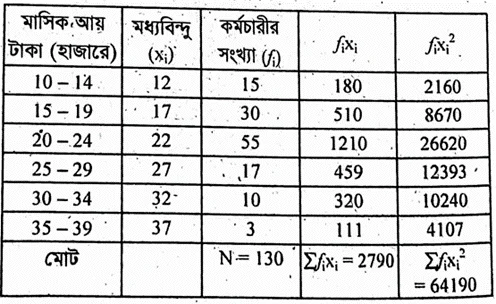 মাসিক আয় টাকা (হাজারে) | মধ্যবিন্দু (xᵢ) | কর্মচারীর সংখ্যা (fᵢ) | fᵢxᵢ | fᵢxᵢ²
10 – 14 | 12 | 15 | 180 | 2160
15 – 19 | 17 | 30 | 510 | 8670
20 – 24 | 22 | 55 | 1210 | 26620
25 – 29 | 27 | 17 | 459 | 12393
30 – 34 | 32 | 10 | 320 | 10240
35 – 39 | 37 | 3 | 111 | 4107
মোট | | N = 130 | ∑fᵢxᵢ = 2790 | ∑fᵢxᵢ² = 64190